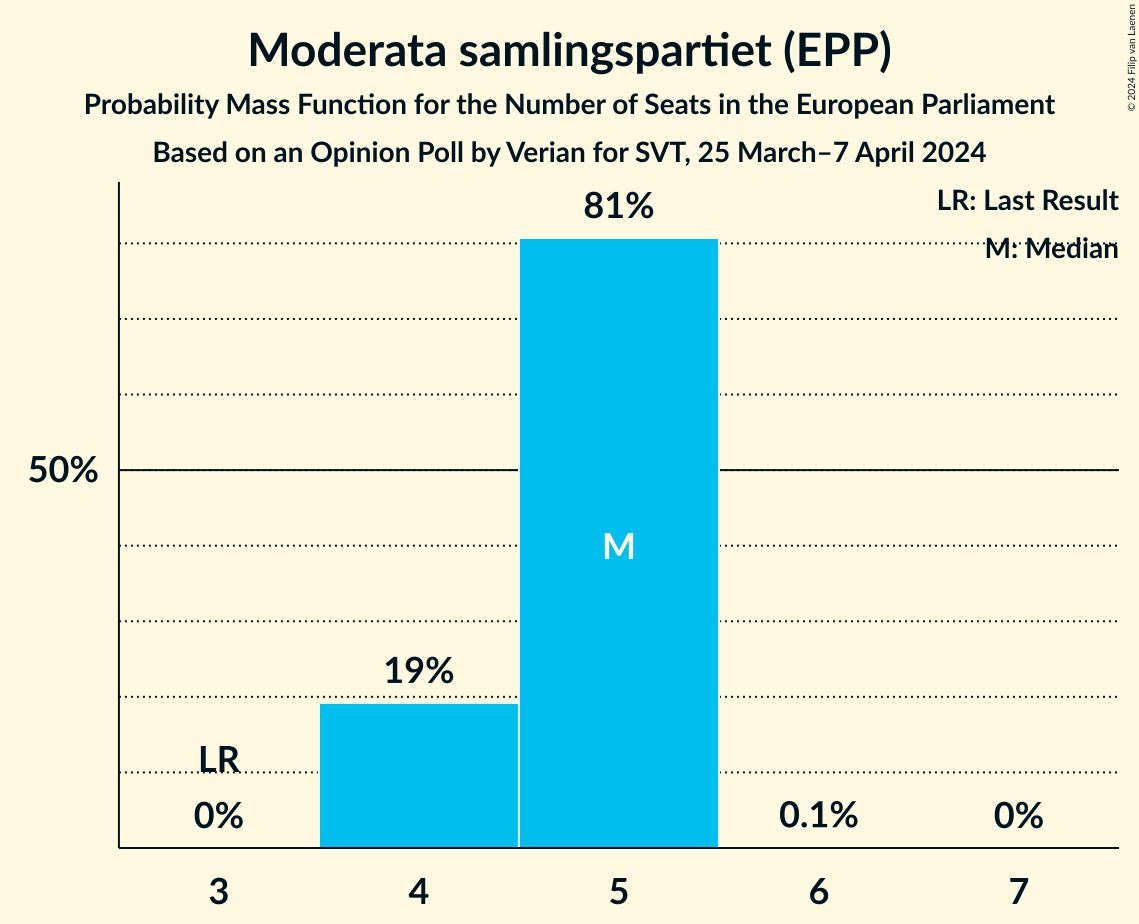 Moderata samlingspartiet (EPP)
Probability Mass Function for the Number of Seats in the European Parliament
Based on an Opinion Poll by Verian for SVT, 25 March–7 April 2024
© 2024 Filip van Laenen
LR: Last Result
M: Median
81%
50%
M
19%
LR
0%
0.1%
0%
3 4 5 6 7